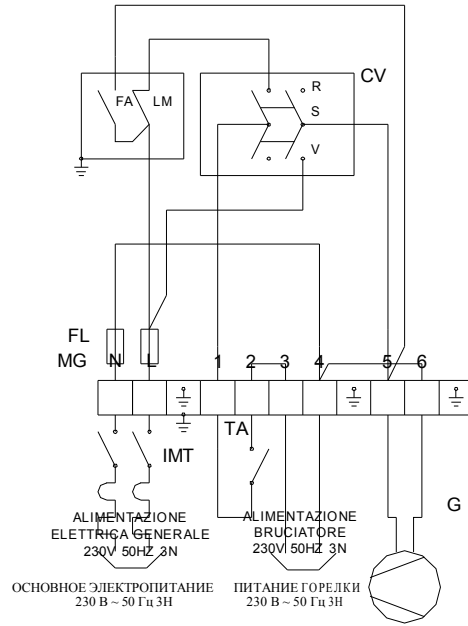 CV
R
FA LM
S
V
FL
MG N L 1 2 3 4 5 6
TA
IMT
G
ALIMENTAZIONE
ELETTRICA GENERALE
230V 50HZ 3N
ALIMENTAZIONE
BRUCIATORE
230V 50HZ 3N
ОСНОВНОЕ ЭЛЕКТРОПИТАНИЕ
230 В ~ 50 Гц 3Н
ПИТАНИЕ ГОРЕЛКИ
230 В ~ 50 Гц 3Н